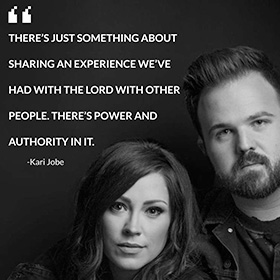 THERE'S JUST SOMETHING ABOUT
SHARING AN EXPERIENCE WE'VE
HAD WITH THE LORD WITH OTHER
PEOPLE. THERE'S POWER AND
AUTHORITY IN IT.
-Kari Jobe